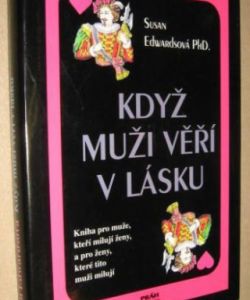 SUSAN
EDWARDSOVÁ PhD.
KDYŽ
MUŽI VĚŘÍ
V LÁSKU
Kniha pro muže,
kteří milují ženy,
a pro ženy,
které tito
muži milují
PRÁH